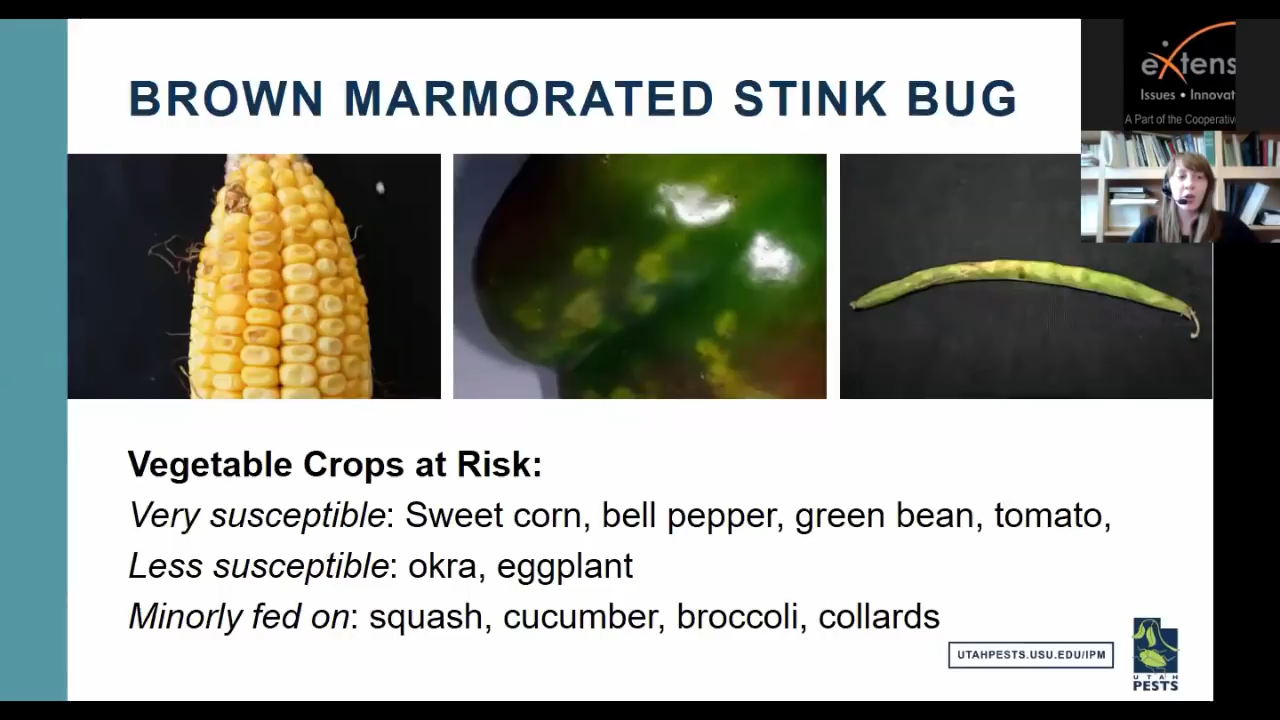 BROWN MARMORATED STINK BUG
eXtens
Issues • Innovat
A Part of the Cooperative
Vegetable Crops at Risk:
Very susceptible: Sweet corn, bell pepper, green bean, tomato,
Less susceptible: okra, eggplant
Minorly fed on: squash, cucumber, broccoli, collards
UTAHPESTS.USU.EDU/IPM
UTAH
PESTS